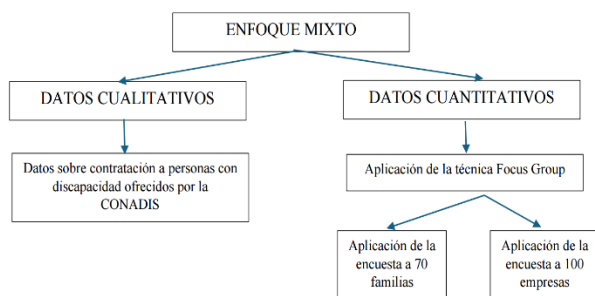 ENFOQUE MIXTO
DATOS CUALITATIVOS
DATOS CUANTITATIVOS
Datos sobre contratación a personas con
discapacidad ofrecidos por la
CONADIS
Aplicación de la técnica Focus Group
Aplicación de la
encuesta a 70
familias
Aplicación de la
encuesta a 100
empresas